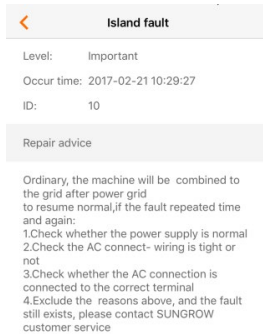 Island fault
Level: Important
Occur time: 2017-02-21 10:29:27
ID: 10
Repair advice
Ordinary, the machine will be combined to
the grid after power grid
to resume normal,if the fault repeated time
and again:
1.Check whether the power supply is normal
2.Check the AC connect- wiring is tight or
not
3.Check whether the AC connection is
connected to the correct terminal
4.Exclude the reasons above, and the fault
still exists, please contact SUNGROW
customer service